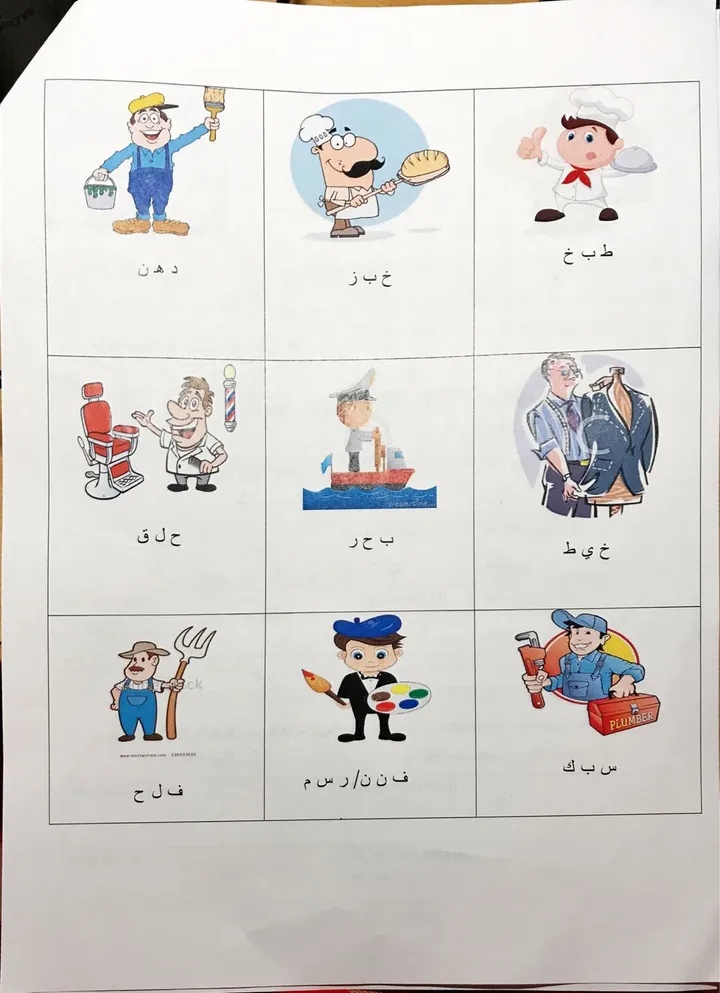 ط ب خ
خ ب ز
د ه ن
خ ي ط
ب ح ر
ح ل ق
PLUMBER
س ب ك
ف ن ن/ ر س م
ف ل ح